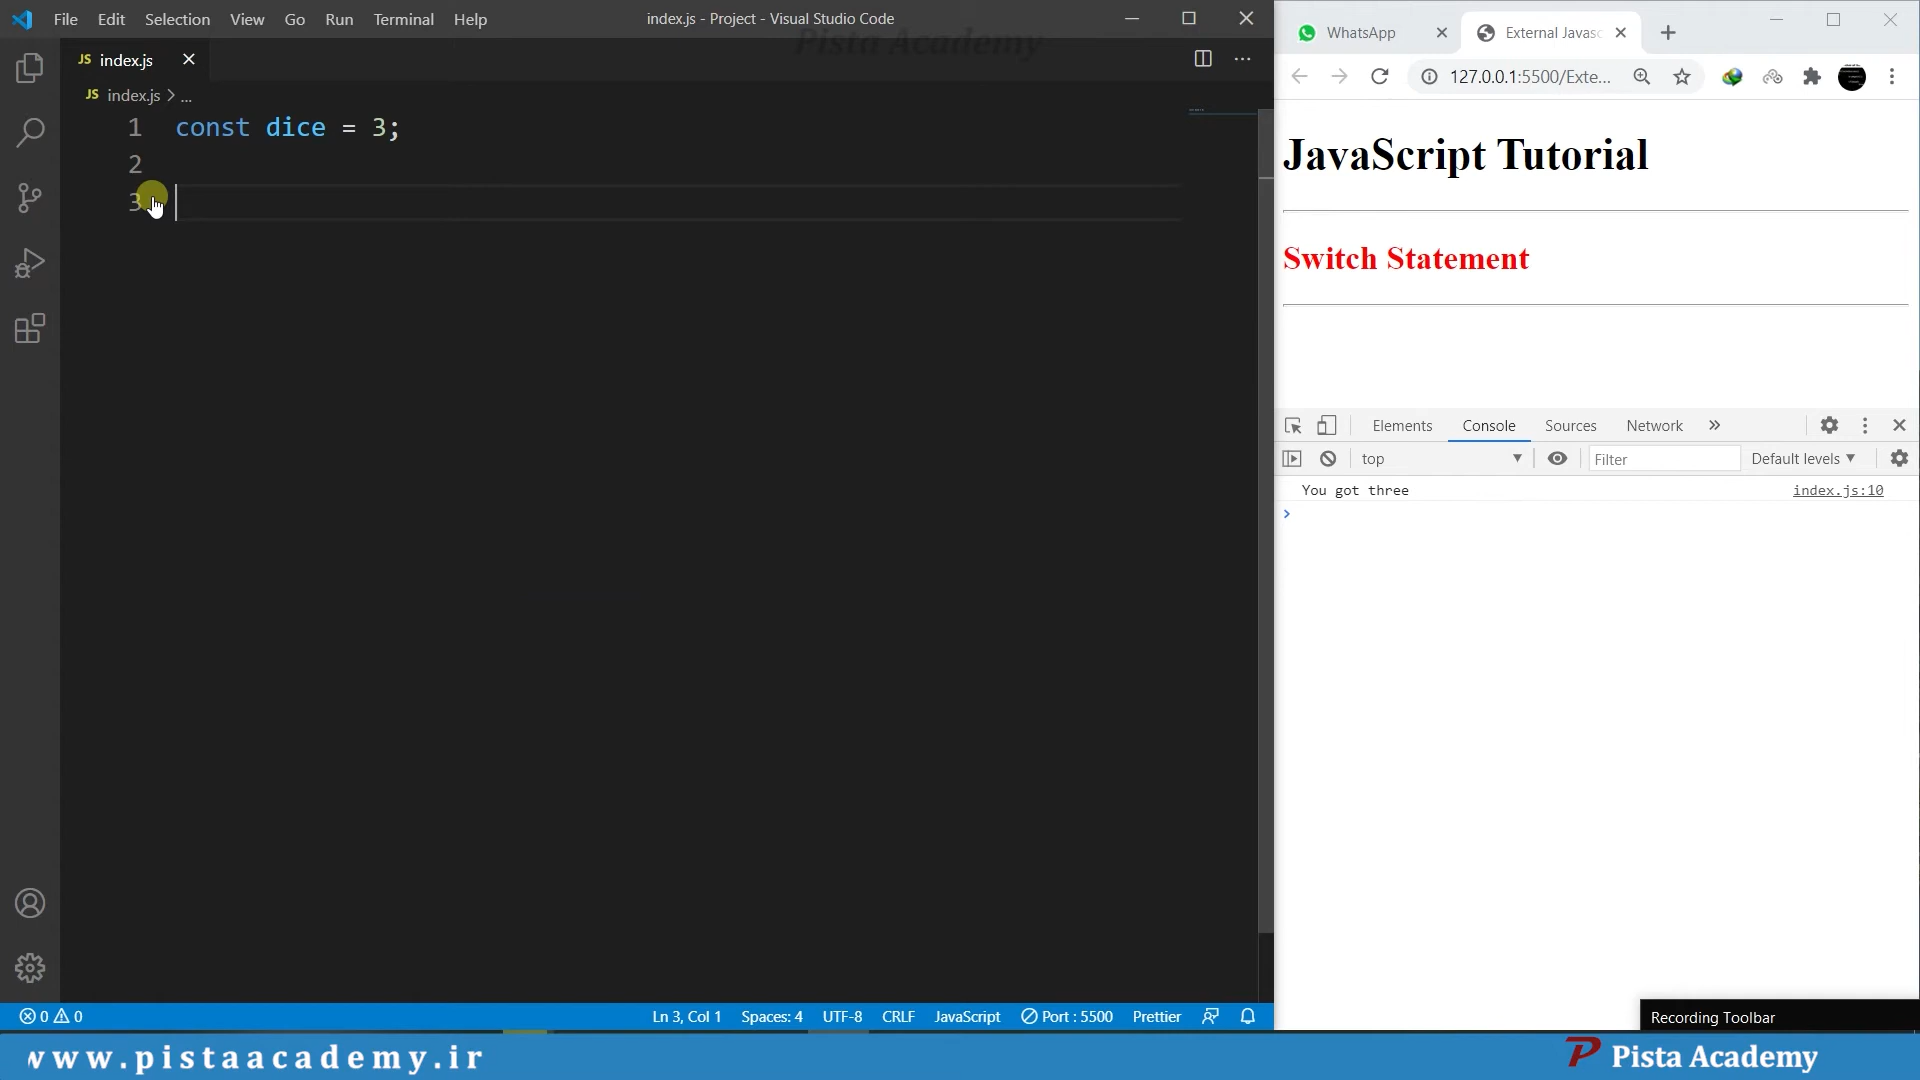 File Edit Selection View Go Run Terminal Help
index.js - Project - Visual Studio Code
Pista Academy
JS index.js
JS index.js > ...
1 const dice = 3;
2
3
0 0
Ln 3, Col 1 Spaces: 4 UTF-8 CRLF JavaScript Port : 5500 Prettier
WhatsApp
External Javasc
127.0.0.1:5500/Exte...
JavaScript Tutorial
Switch Statement
Elements Console Sources Network »
top Filter Default levels
You got three index.js:10
>
Recording Toolbar
www.pistaacademy.ir
Pista Academy